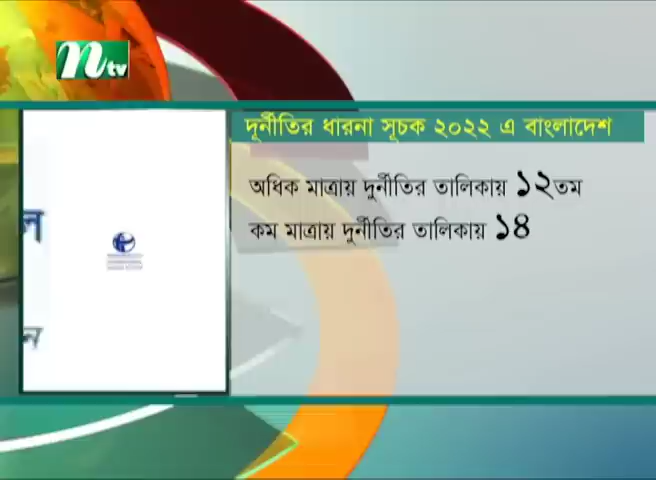 ntv
দূর্নীতির ধারনা সূচক ২০২২ এ বাংলাদেশ
অধিক মাত্রায় দুর্নীতির তালিকায় ১২তম
কম মাত্রায় দুর্নীতির তালিকায় ১৪
ল
ন